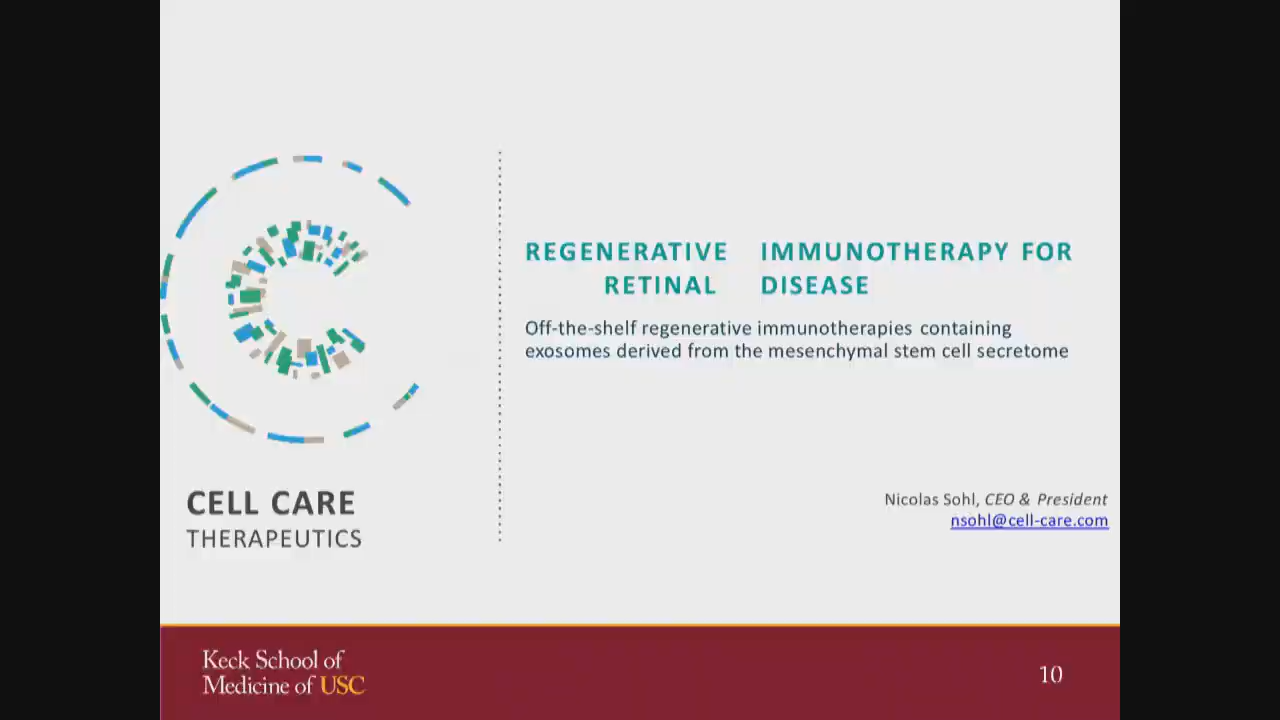 REGENERATIVE IMMUNOTHERAPY FOR
RETINAL DISEASE
Off-the-shelf regenerative immunotherapies containing
exosomes derived from the mesenchymal stem cell secretome
CELL CARE
THERAPEUTICS
Nicolas Sohl, CEO & President
nsohl@cell-care.com
Keck School of
Medicine of USC
10